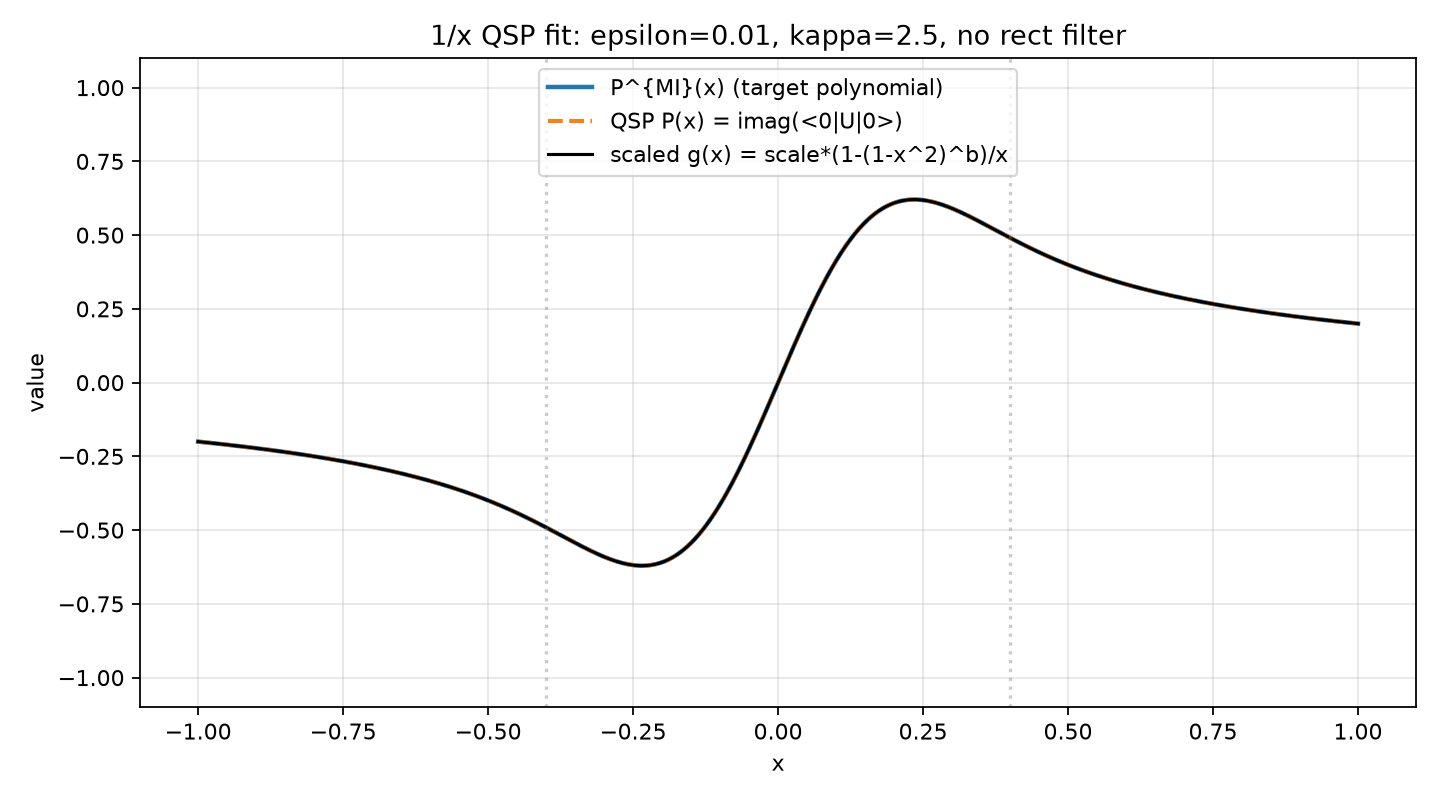 1/x QSP fit: epsilon=0.01, kappa=2.5, no rect filter
P^{MI}(x) (target polynomial)
QSP P(x) = imag(<0|U|0>)
scaled g(x) = scale*(1-(1-x^2)^b)/x
1.00
0.75
0.50
0.25
0.00
−0.25
−0.50
−0.75
−1.00
value
−1.00 −0.75 −0.50 −0.25 0.00 0.25 0.50 0.75 1.00
x